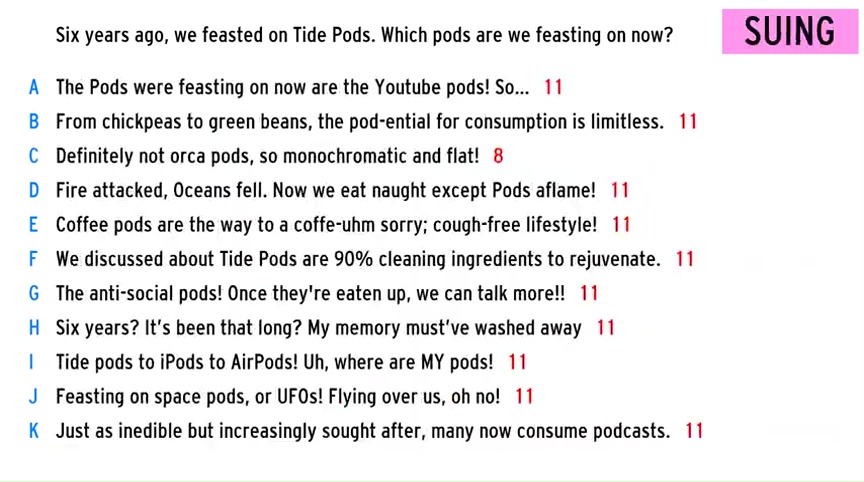 Six years ago, we feasted on Tide Pods. Which pods are we feasting on now?
SUING
A The Pods were feasting on now are the Youtube pods! So... 11
B From chickpeas to green beans, the pod-ential for consumption is limitless. 11
C Definitely not orca pods, so monochromatic and flat! 8
D Fire attacked, Oceans fell. Now we eat naught except Pods aflame! 11
E Coffee pods are the way to a coffe-uhm sorry; cough-free lifestyle! 11
F We discussed about Tide Pods are 90% cleaning ingredients to rejuvenate. 11
G The anti-social pods! Once they're eaten up, we can talk more!! 11
H Six years? It’s been that long? My memory must’ve washed away 11
I Tide pods to iPods to AirPods! Uh, where are MY pods! 11
J Feasting on space pods, or UFOs! Flying over us, oh no! 11
K Just as inedible but increasingly sought after, many now consume podcasts. 11